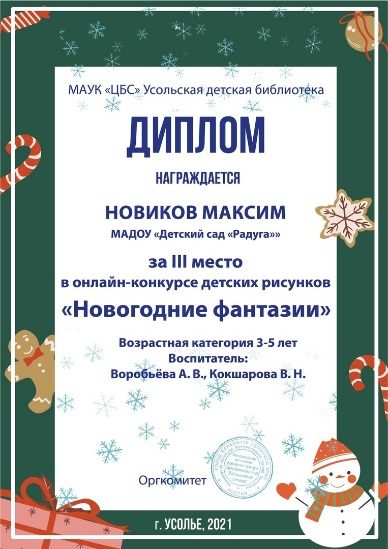 МАУК «ЦБС» Усольская детская библиотека
ДИПЛОМ
НАГРАЖДАЕТСЯ
НОВИКОВ МАКСИМ
МАДОУ «Детский сад «Радуга»»
за III место
в онлайн-конкурсе детских рисунков
«Новогодние фантазии»
Возрастная категория 3-5 лет
Воспитатель:
Воробьёва А. В., Кокшарова В. Н.
Оргкомитет
г. УСОЛЬЕ, 2021